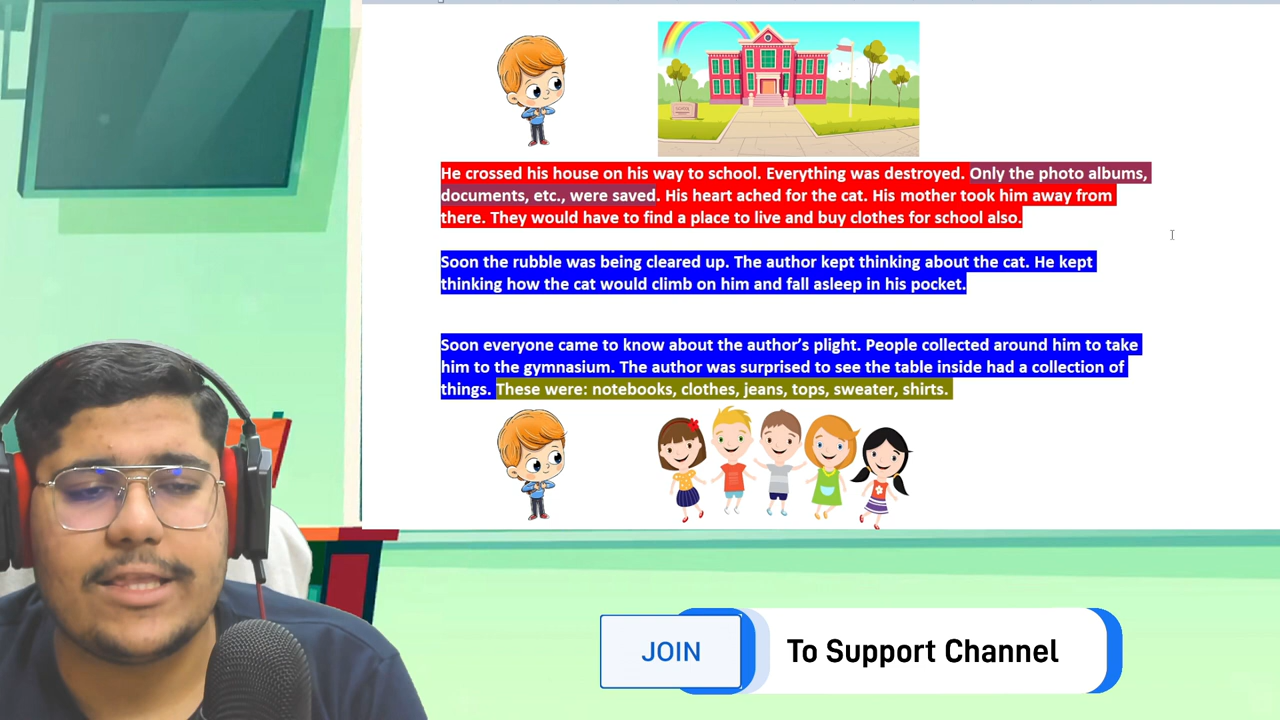 He crossed his house on his way to school. Everything was destroyed. Only the photo albums,
documents, etc., were saved. His heart ached for the cat. His mother took him away from
there. They would have to find a place to live and buy clothes for school also.
Soon the rubble was being cleared up. The author kept thinking about the cat. He kept
thinking how the cat would climb on him and fall asleep in his pocket.
Soon everyone came to know about the author’s plight. People collected around him to take
him to the gymnasium. The author was surprised to see the table inside had a collection of
things. These were: notebooks, clothes, jeans, tops, sweater, shirts.
JOIN
To Support Channel